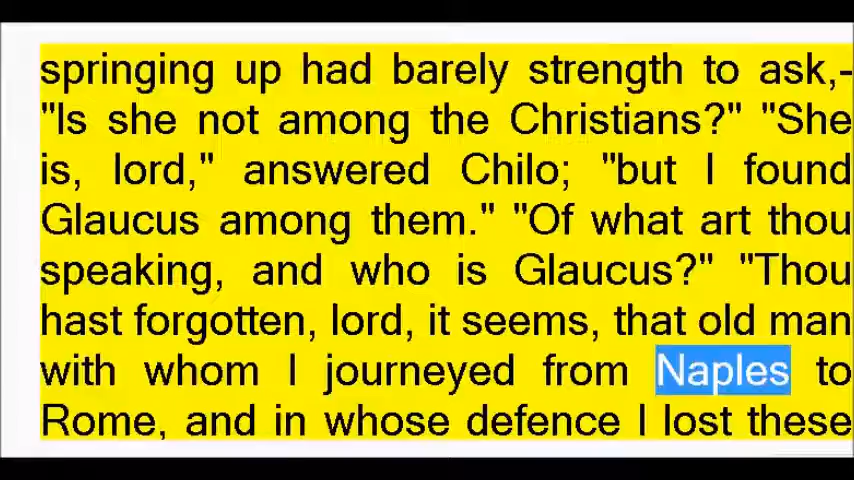 springing up had barely strength to ask,-
"Is she not among the Christians?" "She
is, lord," answered Chilo; "but I found
Glaucus among them." "Of what art thou
speaking, and who is Glaucus?" "Thou
hast forgotten, lord, it seems, that old man
with whom I journeyed from Naples to
Rome, and in whose defence I lost these